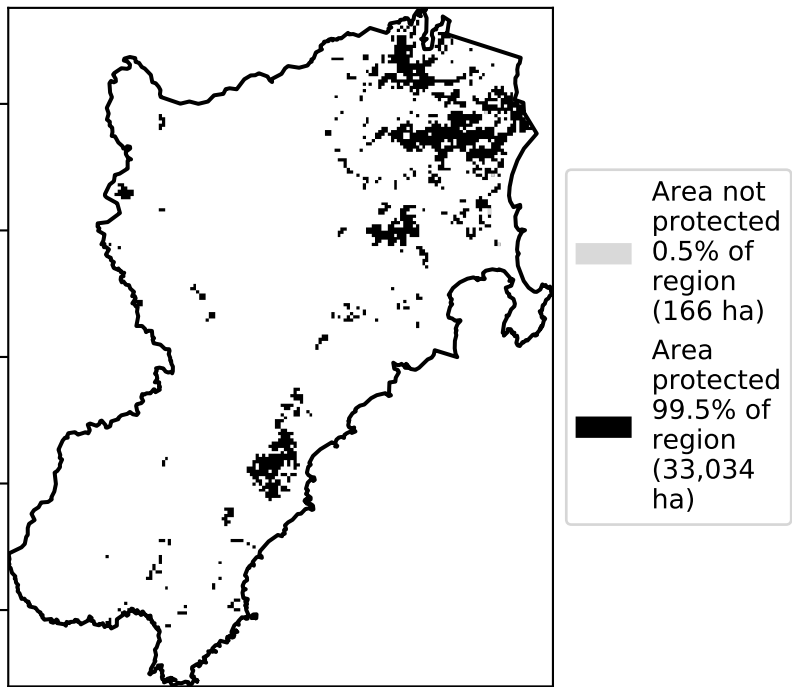 Area not
protected
0.5% of
region
(166 ha)
Area
protected
99.5% of
region
(33,034
ha)